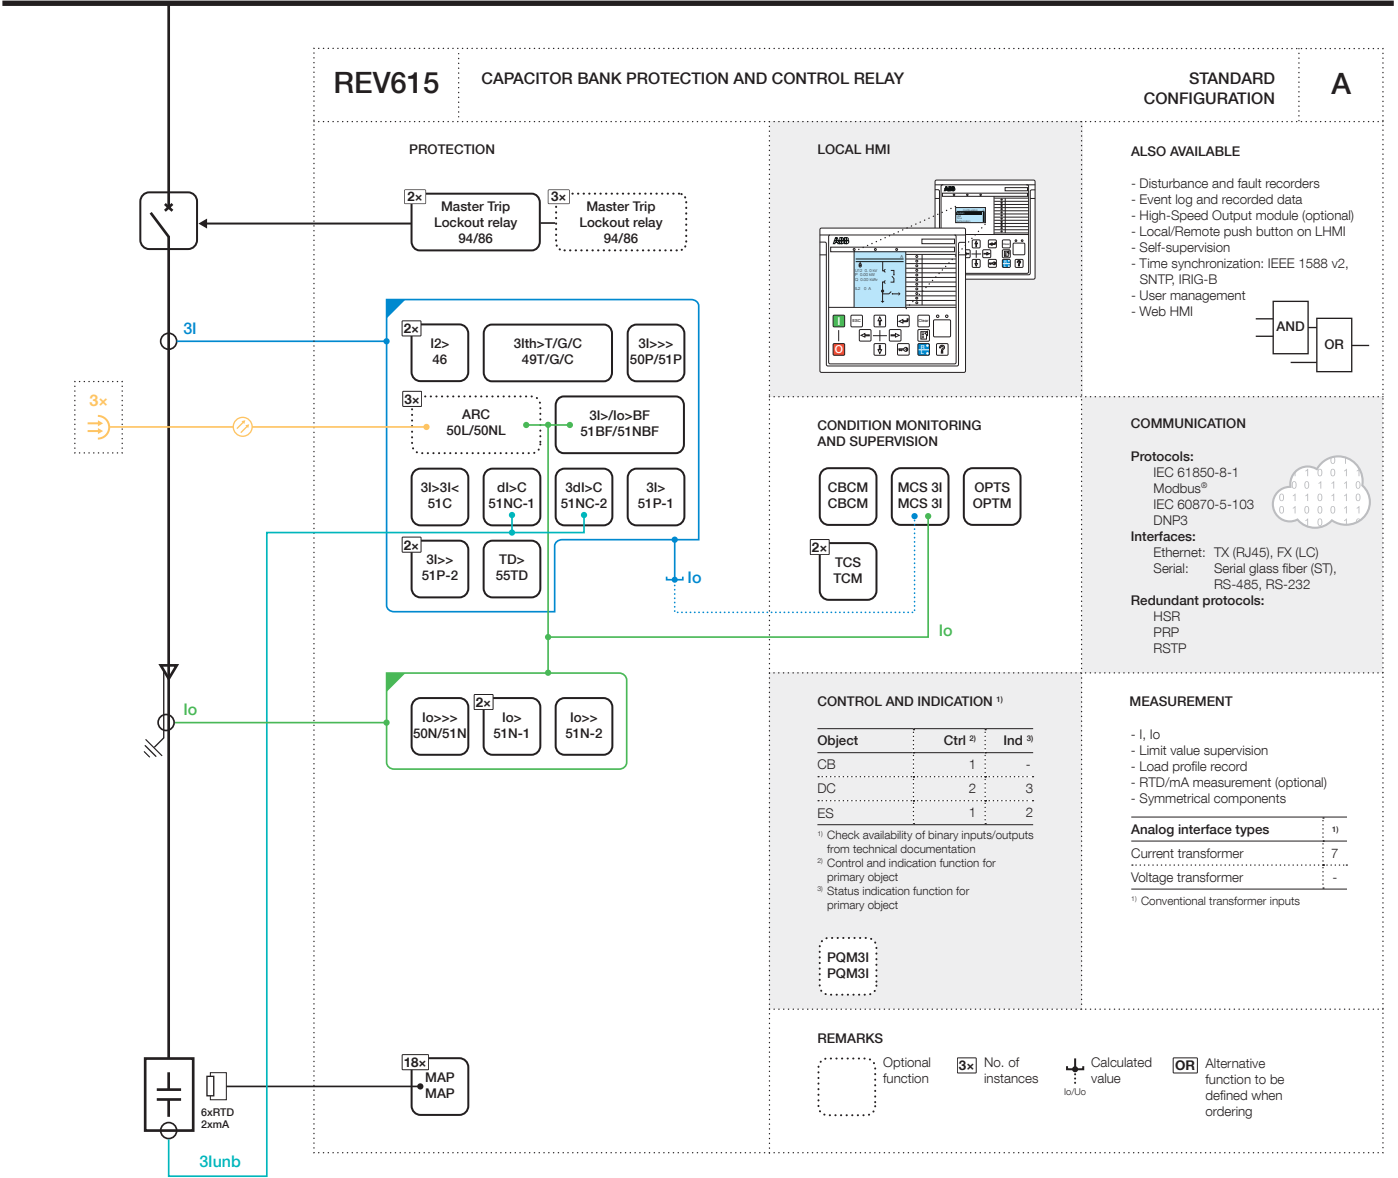 REV615
CAPACITOR BANK PROTECTION AND CONTROL RELAY
STANDARD
CONFIGURATION
A
PROTECTION
2×
Master Trip
Lockout relay
94/86
3×
Master Trip
Lockout relay
94/86
3I
2×
I2>
46
3Ith>T/G/C
49T/G/C
3I>>>
50P/51P
3×
3×
ARC
50L/50NL
3I>/Io>BF
51BF/51NBF
3I>3I<
51C
dI>C
51NC-1
3dI>C
51NC-2
3I>
51P-1
2×
3I>>
51P-2
TD>
55TD
Io
Io
Io
Io>>>
50N/51N
2×
Io>
51N-1
Io>>
51N-2
18×
MAP
MAP
6xRTD
2xmA
3Iunb
LOCAL HMI
ABB
ABB
CONDITION MONITORING
AND SUPERVISION
CBCM
CBCM
MCS 3I
MCS 3I
OPTS
OPTM
2×
TCS
TCM
CONTROL AND INDICATION 1)
Object Ctrl 2) Ind 3)
CB 1 -
DC 2 3
ES 1 2
1) Check availability of binary inputs/outputs
from technical documentation
2) Control and indication function for
primary object
3) Status indication function for
primary object
PQM3I
PQM3I
ALSO AVAILABLE
- Disturbance and fault recorders
- Event log and recorded data
- High-Speed Output module (optional)
- Local/Remote push button on LHMI
- Self-supervision
- Time synchronization: IEEE 1588 v2,
SNTP, IRIG-B
- User management
- Web HMI
AND
OR
COMMUNICATION
Protocols:
IEC 61850-8-1
Modbus®
IEC 60870-5-103
DNP3
Interfaces:
Ethernet: TX (RJ45), FX (LC)
Serial: Serial glass fiber (ST),
RS-485, RS-232
Redundant protocols:
HSR
PRP
RSTP
MEASUREMENT
- I, Io
- Limit value supervision
- Load profile record
- RTD/mA measurement (optional)
- Symmetrical components
Analog interface types 1)
Current transformer 7
Voltage transformer -
1) Conventional transformer inputs
REMARKS
Optional
function
3×
No. of
instances
Io/Uo
Calculated
value
OR
Alternative
function to be
defined when
ordering